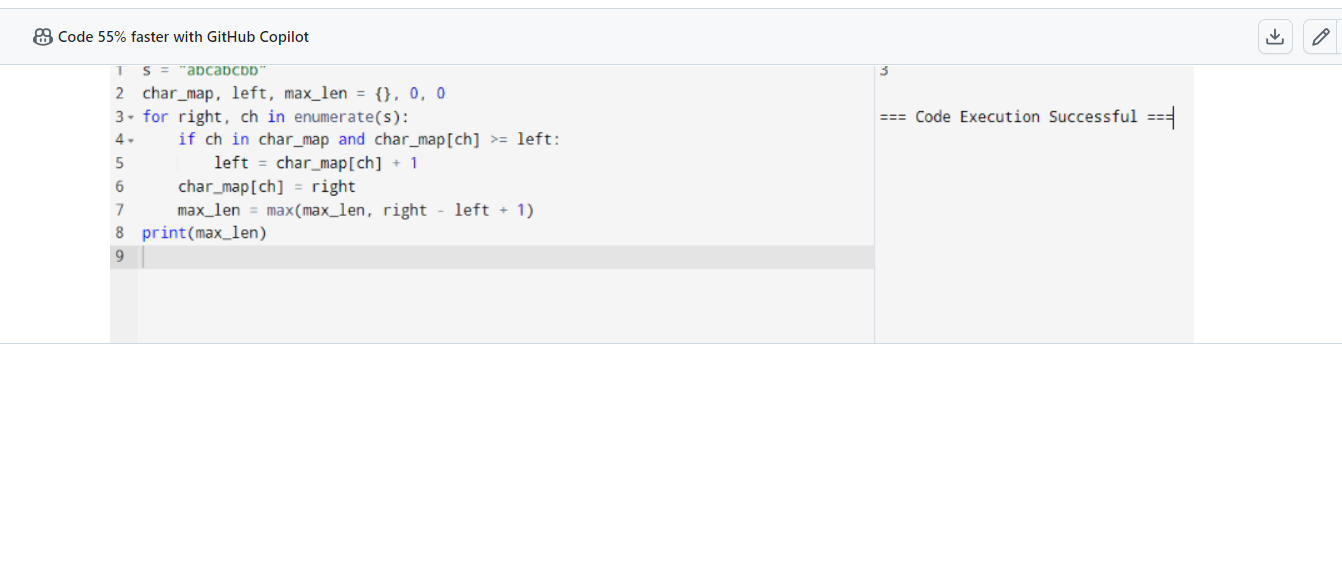 Code 55% faster with GitHub Copilot
1 s = "abcabcbb"
2 char_map, left, max_len = {}, 0, 0
3 for right, ch in enumerate(s):
4 if ch in char_map and char_map[ch] >= left:
5 left = char_map[ch] + 1
6 char_map[ch] = right
7 max_len = max(max_len, right - left + 1)
8 print(max_len)
9
3
=== Code Execution Successful ===